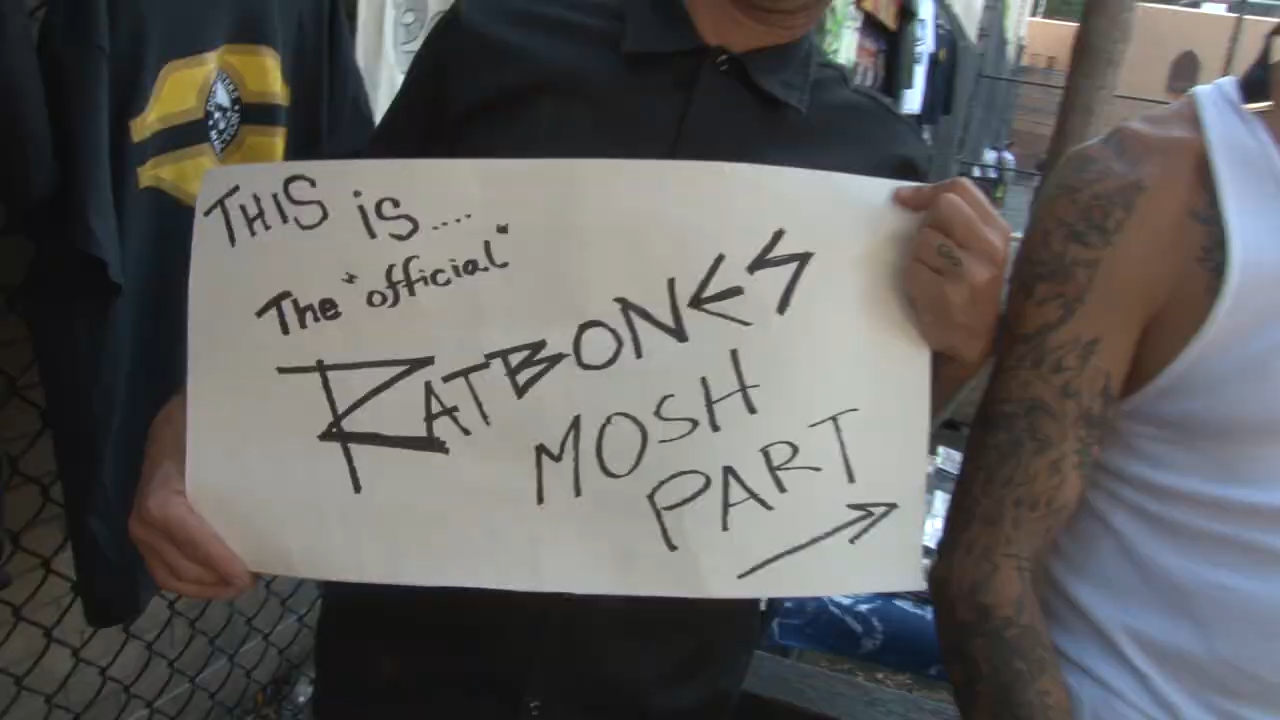 THIS iS.....
The "official"
RATBONES
MOSH
PART